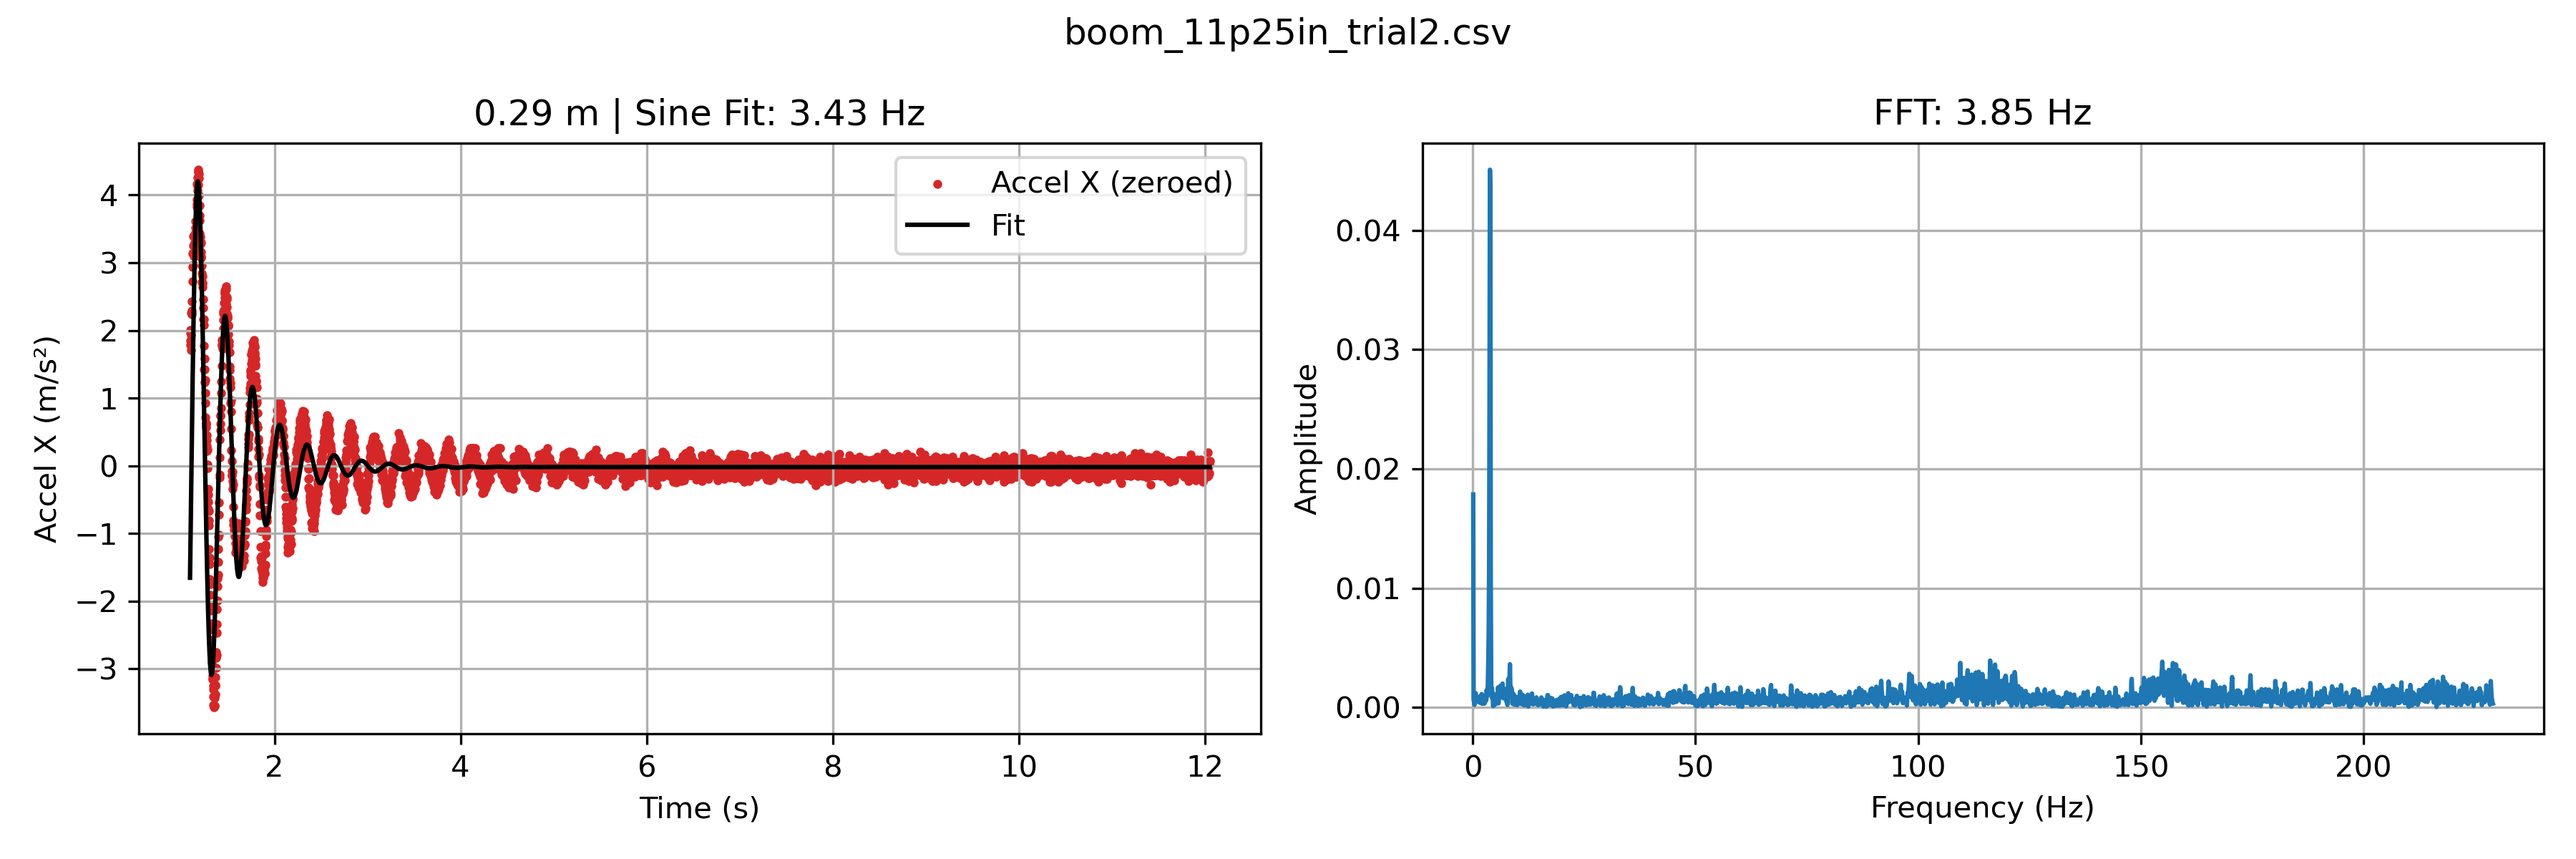 boom_11p25in_trial2.csv
0.29 m | Sine Fit: 3.43 Hz
Accel X (zeroed)
Fit
4
3
2
1
0
−1
−2
−3
Accel X (m/s²)
2
4
6
8
10
12
Time (s)
FFT: 3.85 Hz
0.04
0.03
0.02
0.01
0.00
Amplitude
0
50
100
150
200
Frequency (Hz)